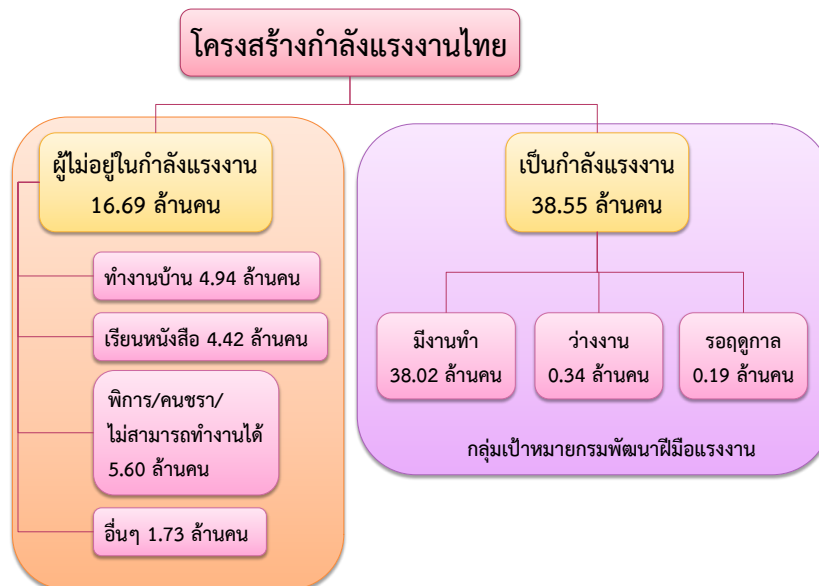 โครงสร้างกำลังแรงงานไทย
ผู้ไม่อยู่ในกำลังแรงงาน
16.69 ล้านคน
ทำงานบ้าน 4.94 ล้านคน
เรียนหนังสือ 4.42 ล้านคน
พิการ/คนชรา/
ไม่สามารถทำงานได้
5.60 ล้านคน
อื่นๆ 1.73 ล้านคน
เป็นกำลังแรงงาน
38.55 ล้านคน
มีงานทำ
38.02 ล้านคน
ว่างงาน
0.34 ล้านคน
รอฤดูกาล
0.19 ล้านคน
กลุ่มเป้าหมายกรมพัฒนาฝีมือแรงงาน